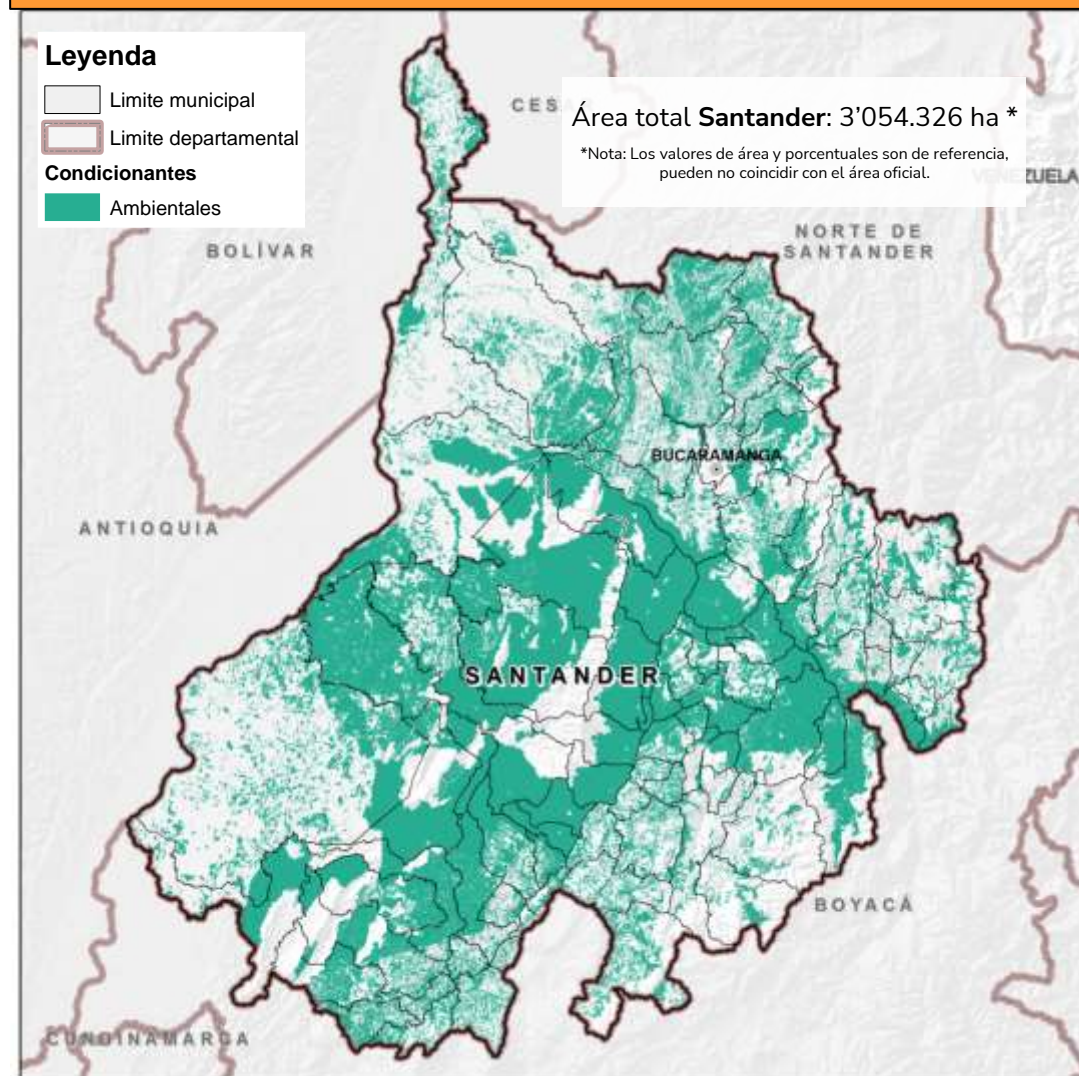 Leyenda
Limite municipal
Limite departamental
Condicionantes
Ambientales
CES
Área total Santander: 3’054.326 ha *
*Nota: Los valores de área y porcentuales son de referencia,
pueden no coincidir con el área oficial.
VENEZUELA
BOLÍVAR
NORTE DE
SANTANDER
BUCARAMANGA
ANTIOQUIA
SANTANDER
BOYACÁ
CUNDINAMARCA